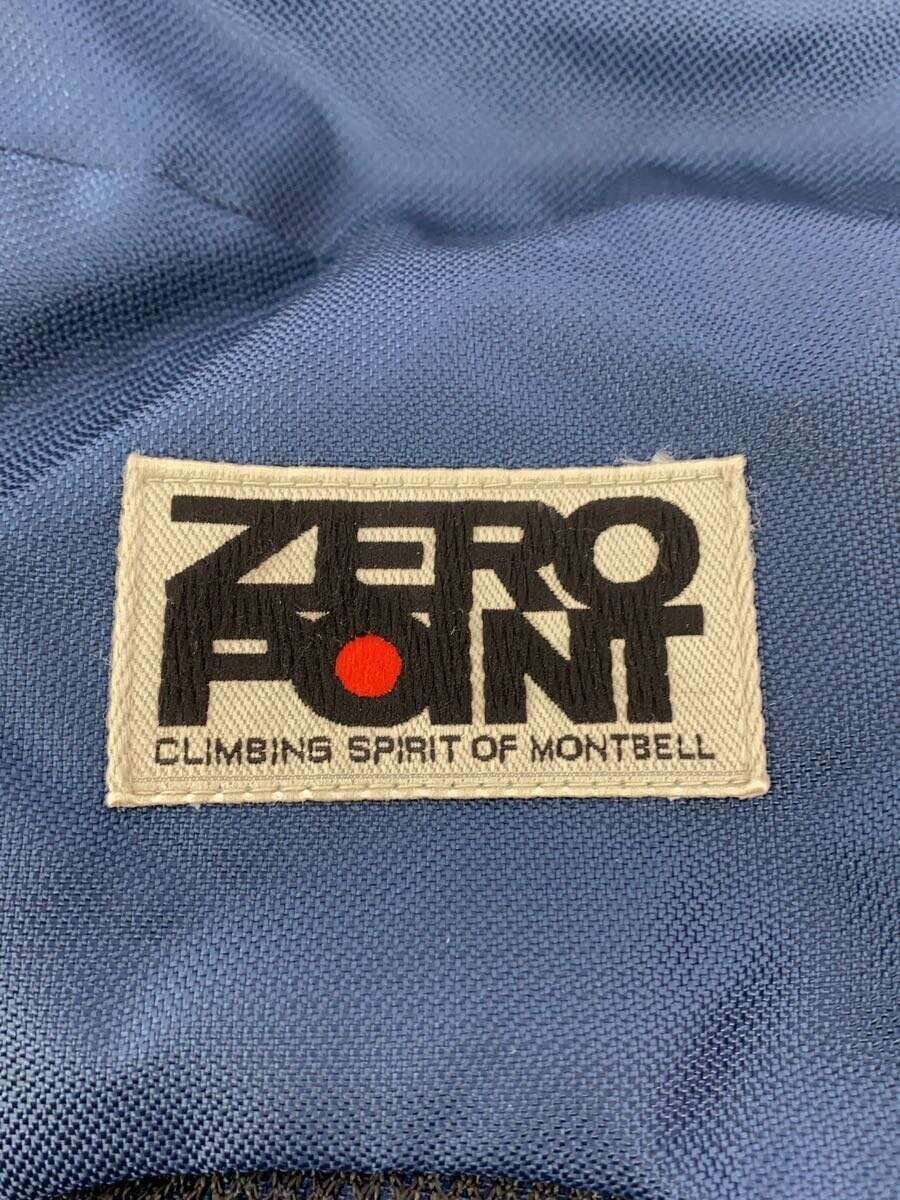 ZERO
POINT
CLIMBING SPIRIT OF MONTBELL